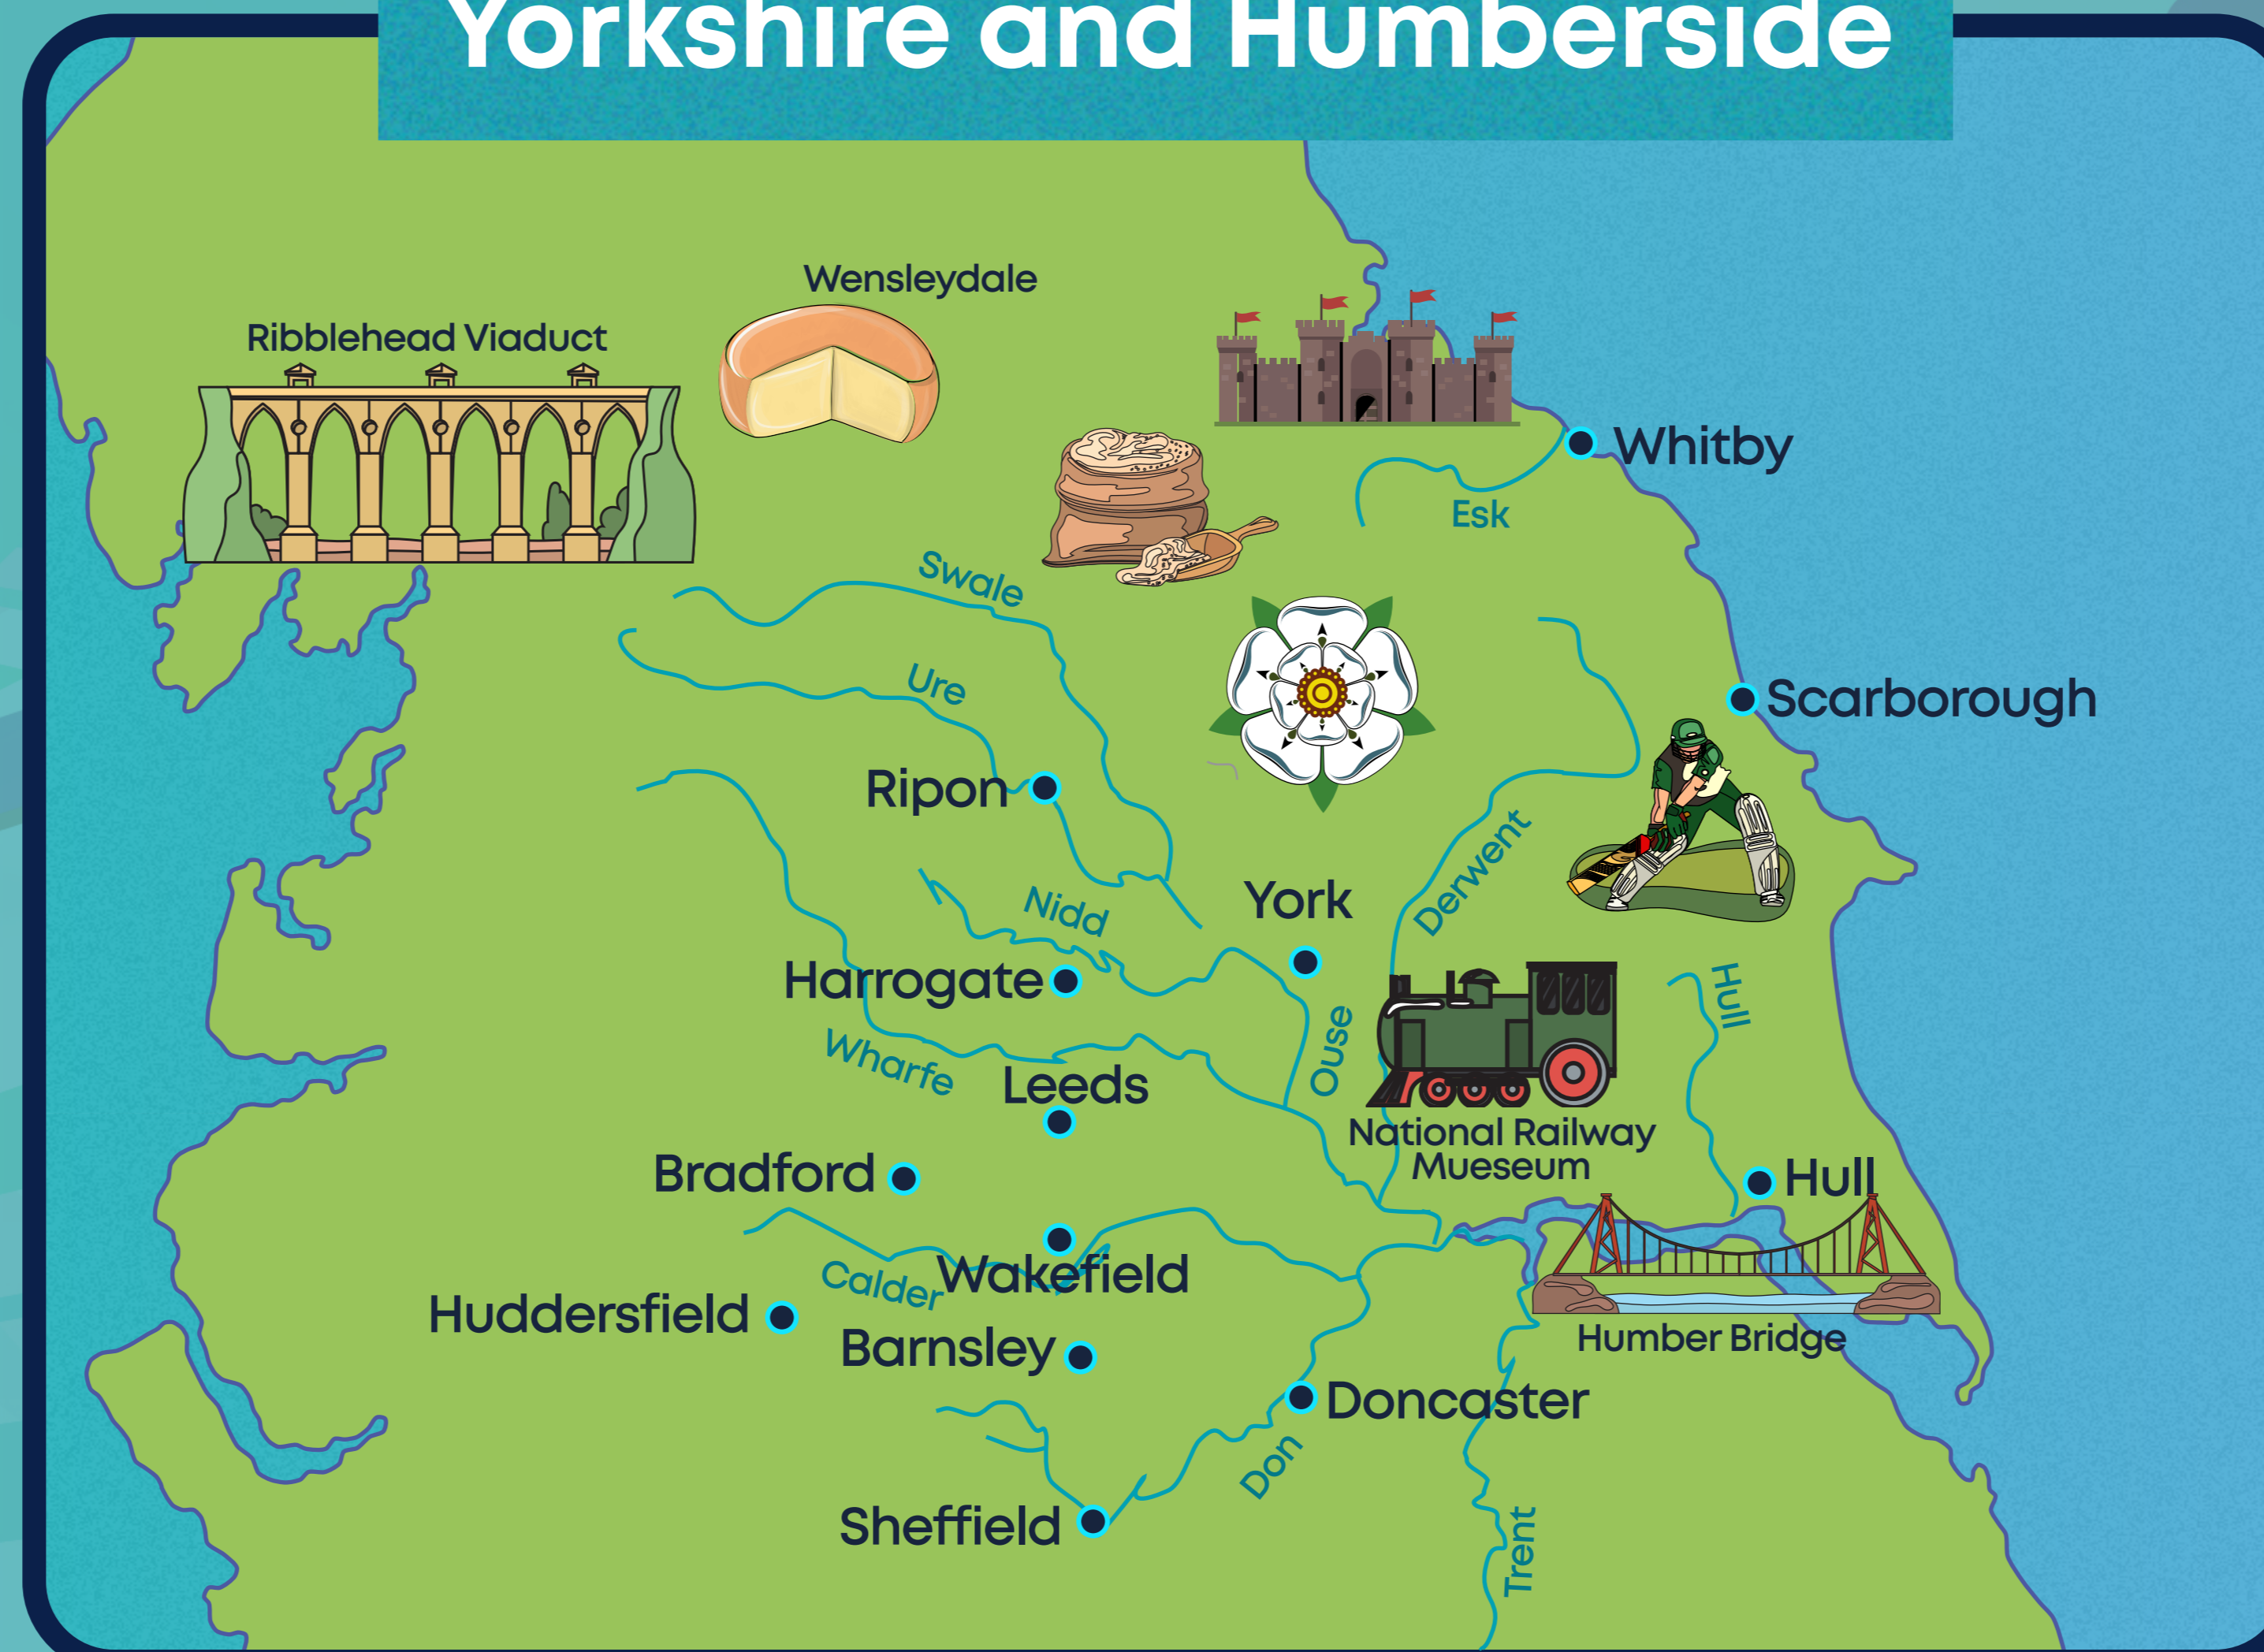 Yorkshire and Humberside
Wensleydale
Ribblehead Viaduct
Whitby
Esk
Swale
Ure
Scarborough
Ripon
Derwent
York
Nidd
Harrogate
Hull
Ouse
Wharfe
Leeds
National Railway
Mueseum
Bradford
Hull
Wakefield
Calder
Huddersfield
Humber Bridge
Barnsley
Doncaster
Don
Sheffield
Trent